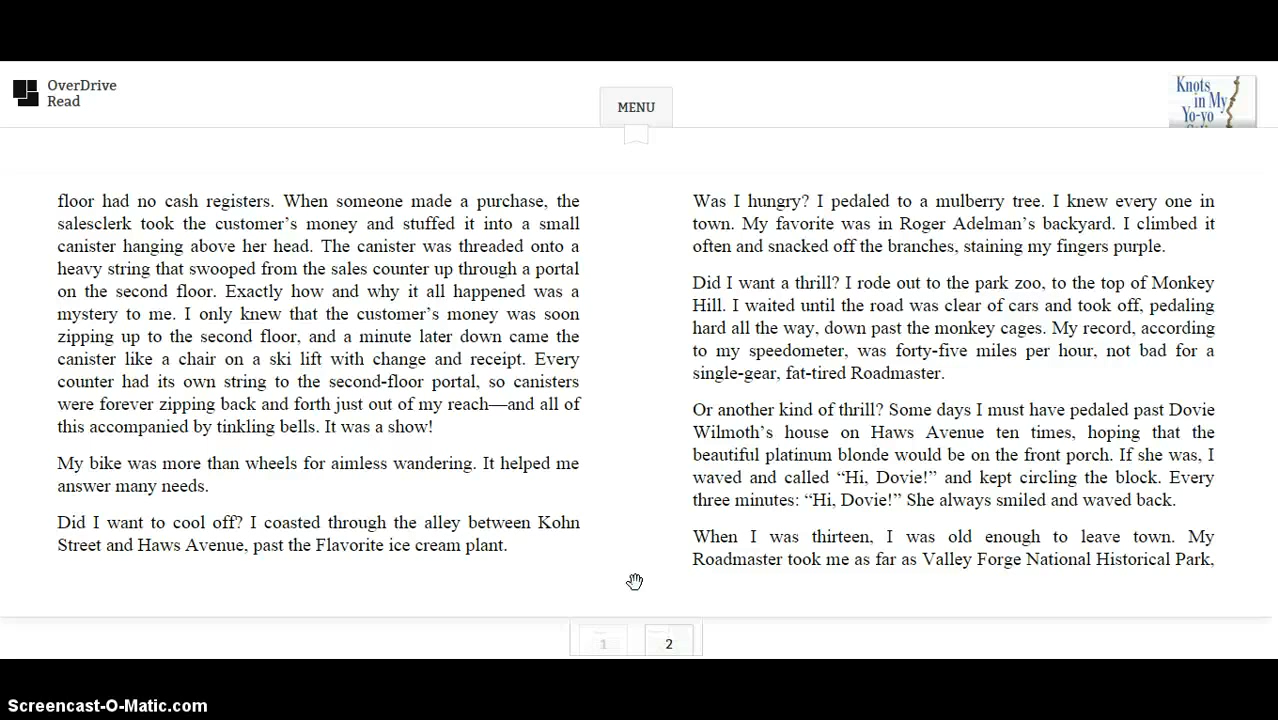 OverDrive
Read
MENU
Knots
in My
Yo-yo
floor had no cash registers. When someone made a purchase, the
salesclerk took the customer’s money and stuffed it into a small
canister hanging above her head. The canister was threaded onto a
heavy string that swooped from the sales counter up through a portal
on the second floor. Exactly how and why it all happened was a
mystery to me. I only knew that the customer’s money was soon
zipping up to the second floor, and a minute later down came the
canister like a chair on a ski lift with change and receipt. Every
counter had its own string to the second-floor portal, so canisters
were forever zipping back and forth just out of my reach—and all of
this accompanied by tinkling bells. It was a show!
My bike was more than wheels for aimless wandering. It helped me
answer many needs.
Did I want to cool off? I coasted through the alley between Kohn
Street and Haws Avenue, past the Flavorite ice cream plant.
Was I hungry? I pedaled to a mulberry tree. I knew every one in
town. My favorite was in Roger Adelman’s backyard. I climbed it
often and snacked off the branches, staining my fingers purple.
Did I want a thrill? I rode out to the park zoo, to the top of Monkey
Hill. I waited until the road was clear of cars and took off, pedaling
hard all the way, down past the monkey cages. My record, according
to my speedometer, was forty-five miles per hour, not bad for a
single-gear, fat-tired Roadmaster.
Or another kind of thrill? Some days I must have pedaled past Dovie
Wilmoth’s house on Haws Avenue ten times, hoping that the
beautiful platinum blonde would be on the front porch. If she was, I
waved and called “Hi, Dovie!” and kept circling the block. Every
three minutes: “Hi, Dovie!” She always smiled and waved back.
When I was thirteen, I was old enough to leave town. My
Roadmaster took me as far as Valley Forge National Historical Park,
1
2
Screencast-O-Matic.com